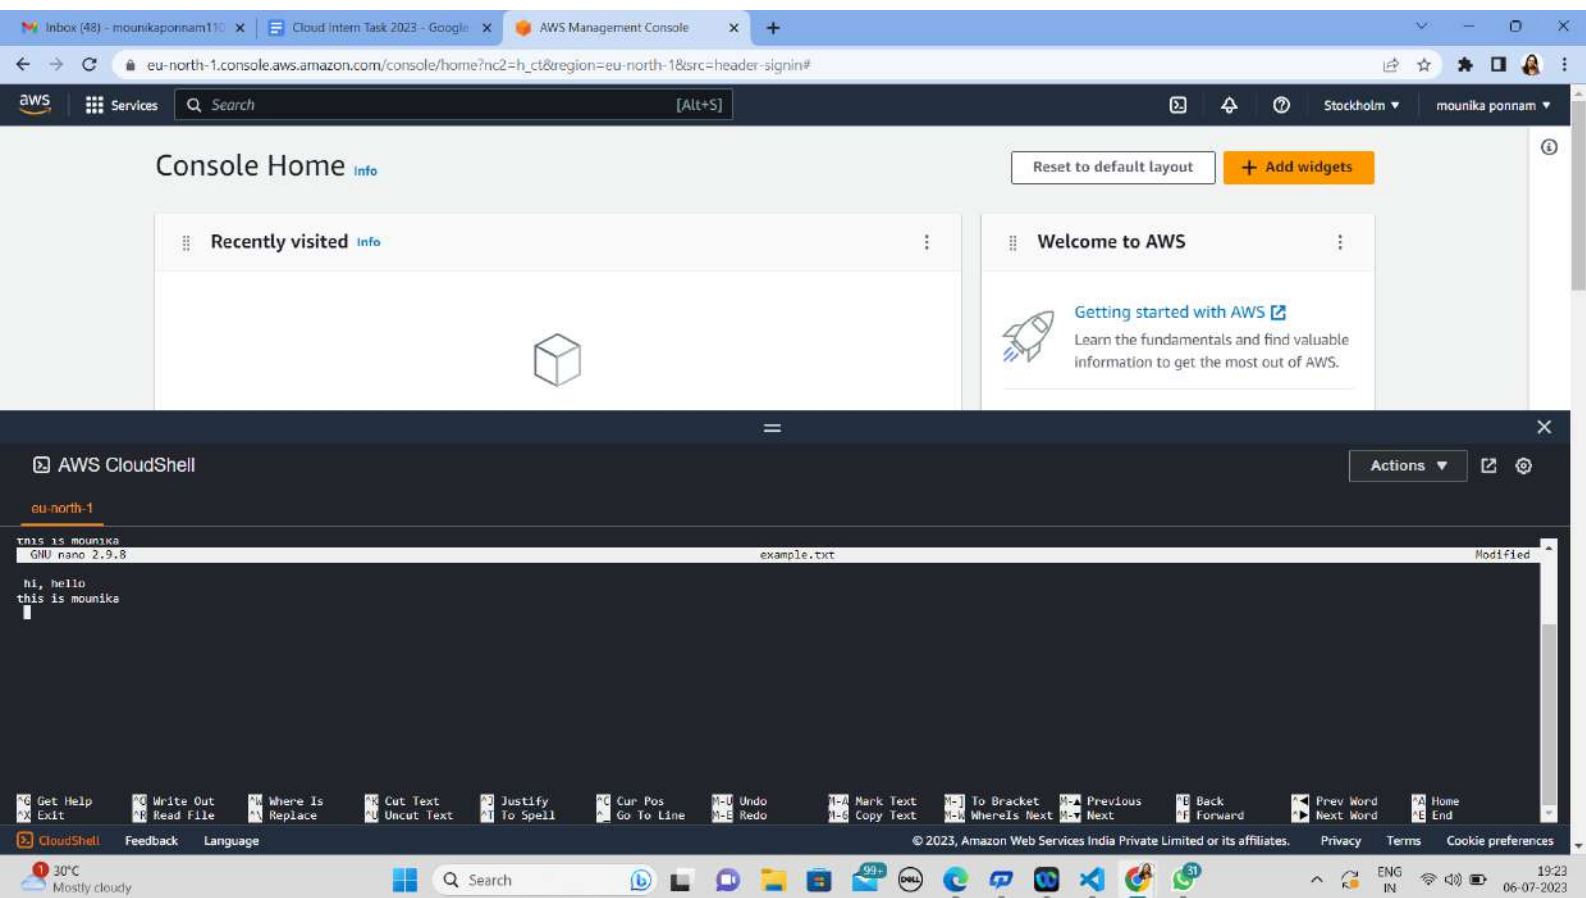 Inbox (48) - mounikaponnam110
Cloud Intern Task 2023 - Google
AWS Management Console
eu-north-1.console.aws.amazon.com/console/home?nc2=h_ct&region=eu-north-1&src=header-signin#
aws
Services
Search
[Alt+S]
Stockholm
mounika ponnam
Console Home Info
Reset to default layout
+ Add widgets
Recently visited Info
Welcome to AWS
Getting started with AWS
Learn the fundamentals and find valuable
information to get the most out of AWS.
AWS CloudShell
Actions
eu-north-1
this is mounika
GNU nano 2.9.8 example.txt Modified
hi, hello
this is mounika
^G Get Help ^O Write Out ^W Where Is ^K Cut Text ^J Justify ^C Cur Pos M-U Undo M-A Mark Text M-] To Bracket M-▲ Previous ^B Back ^◀ Prev Word ^A Home
^X Exit ^R Read File ^\ Replace ^U Uncut Text ^T To Spell ^_ Go To Line M-E Redo M-6 Copy Text M-W WhereIs Next M-▼ Next ^F Forward ^▶ Next Word ^E End
CloudShell Feedback Language © 2023, Amazon Web Services India Private Limited or its affiliates. Privacy Terms Cookie preferences
1
30°C
Mostly cloudy
Search
99+
DELL
31
ENG
IN
19:23
06-07-2023